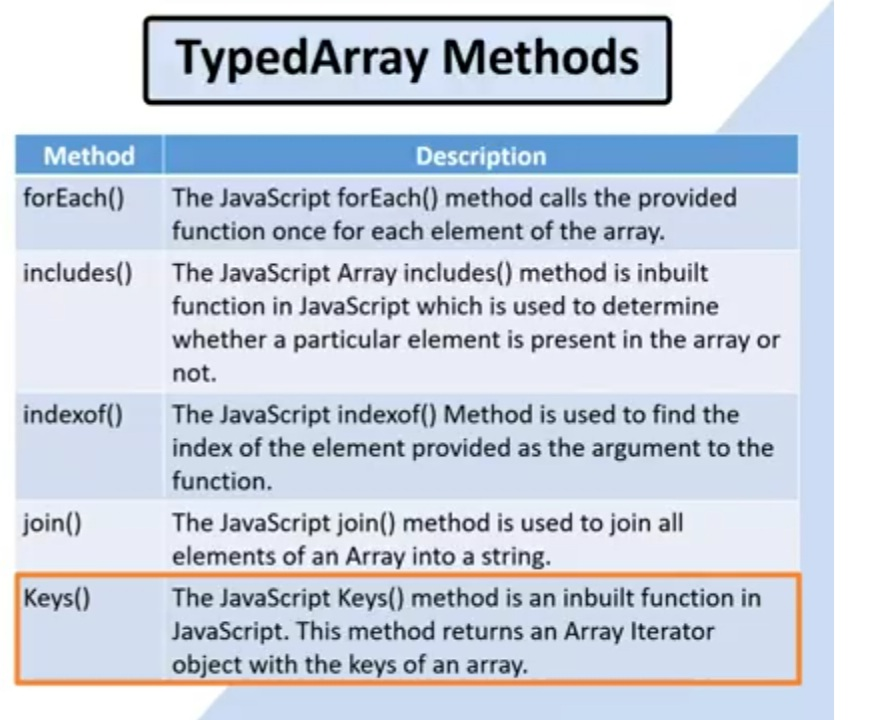 TypedArray Methods
Method Description
forEach() The JavaScript forEach() method calls the provided
function once for each element of the array.
includes() The JavaScript Array includes() method is inbuilt
function in JavaScript which is used to determine
whether a particular element is present in the array or
not.
indexof() The JavaScript indexof() Method is used to find the
index of the element provided as the argument to the
function.
join() The JavaScript join() method is used to join all
elements of an Array into a string.
Keys() The JavaScript Keys() method is an inbuilt function in
JavaScript. This method returns an Array Iterator
object with the keys of an array.